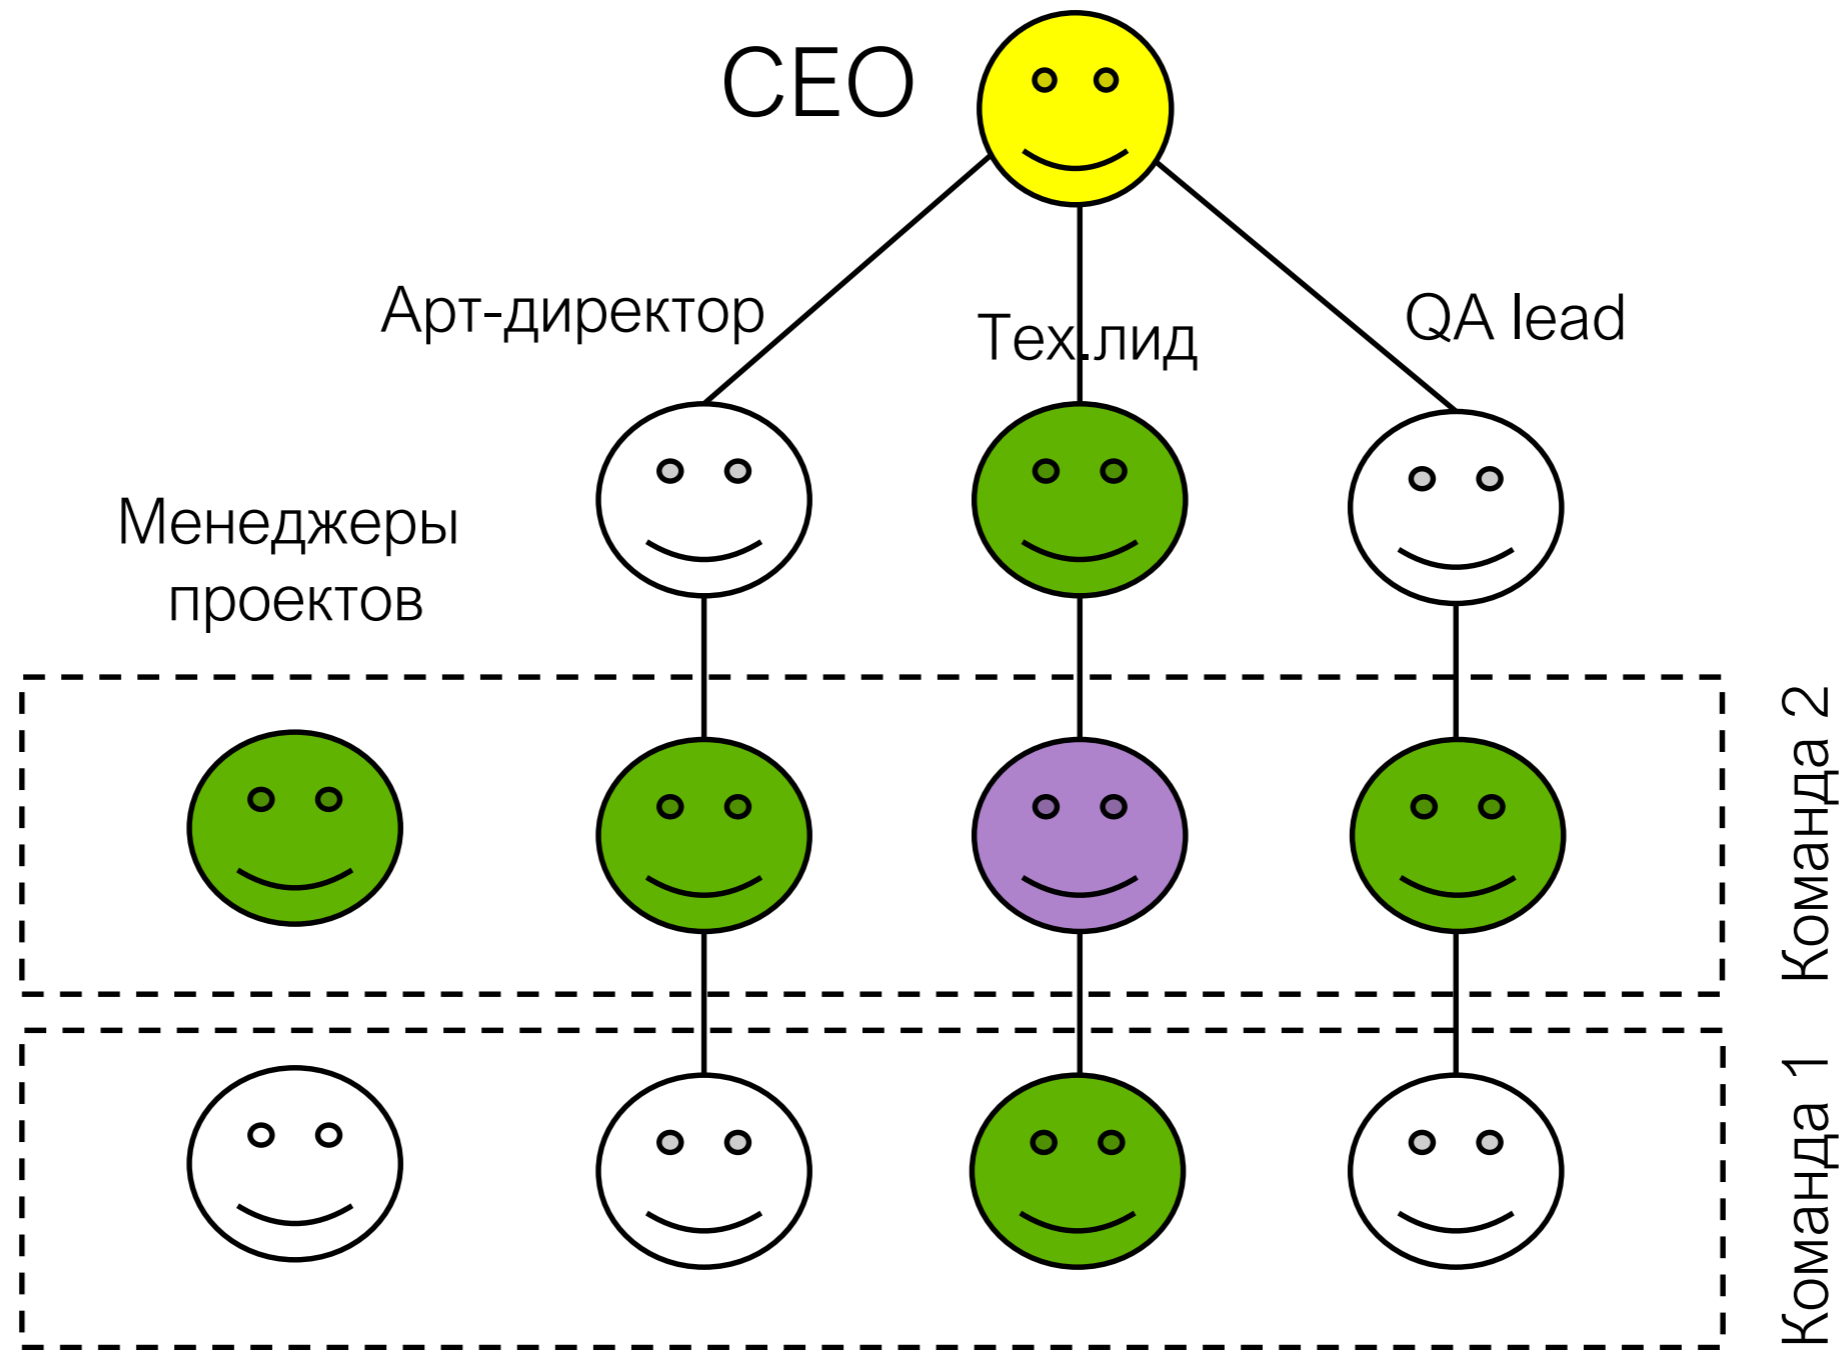 CEO
Арт-директор
Тех.лид
QA lead
Менеджеры
проектов
Команда 2
Команда 1